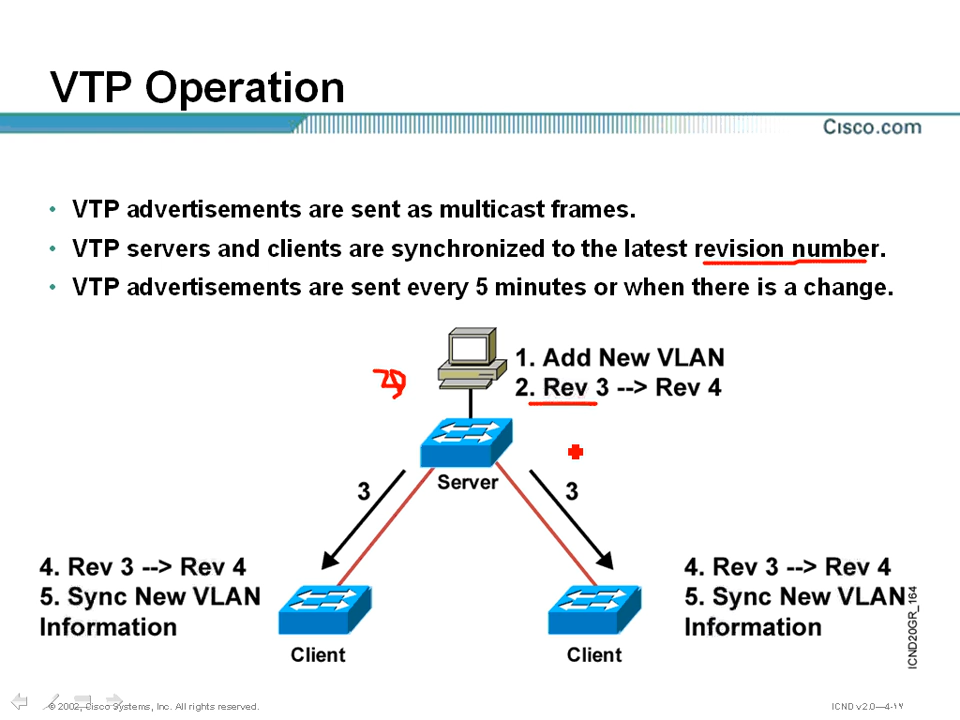 VTP Operation
Cisco.com
• VTP advertisements are sent as multicast frames.
• VTP servers and clients are synchronized to the latest revision number.
• VTP advertisements are sent every 5 minutes or when there is a change.
1. Add New VLAN
2. Rev 3 --> Rev 4
Server
3
3
4. Rev 3 --> Rev 4
5. Sync New VLAN
Information
Client
4. Rev 3 --> Rev 4
5. Sync New VLAN
Information
Client
ICND20GR_164
© 2002, Cisco Systems, Inc. All rights reserved.
ICND v2.0—4-١٧